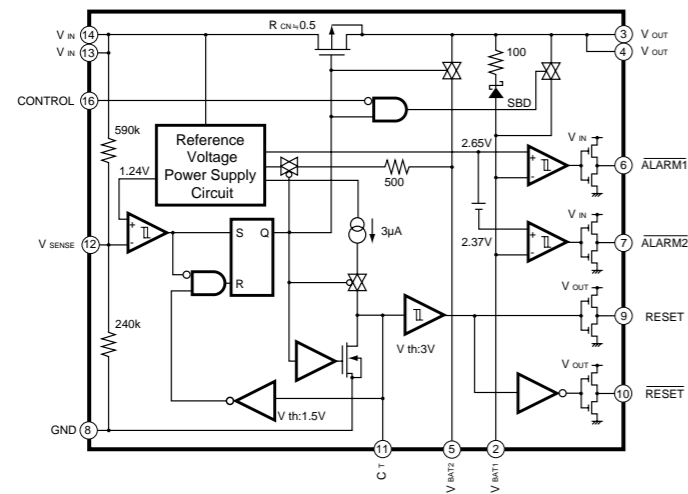 R CN≒0.5
V IN 14
V IN 13
3 V OUT
4 V OUT
100
CONTROL 16
SBD
590k
Reference
Voltage
Power Supply
Circuit
1.24V
2.65V
V IN
+
-
6 ALARM1
500
3μA
V SENSE 12
+
-
S Q
R
2.37V
V IN
+
-
7 ALARM2
V OUT
9 RESET
240k
V th:3V
V OUT
10 RESET
V th:1.5V
GND 8
11
5
2
C T
V BAT2
V BAT1